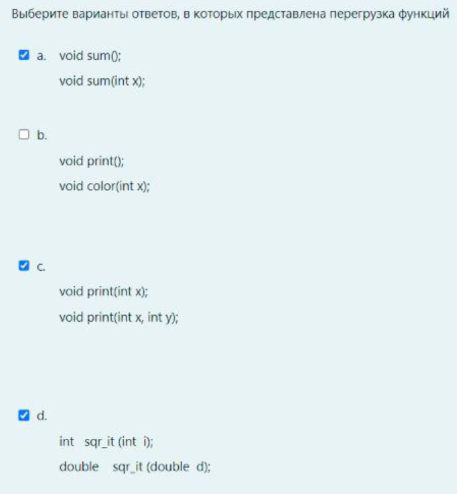 Выберите варианты ответов, в которых представлена перегрузка функций
a. void sum();
void sum(int x);
b.
void print();
void color(int x);
c.
void print(int x);
void print(int x, int y);
d.
int sqr_it (int i);
double sqr_it (double d);